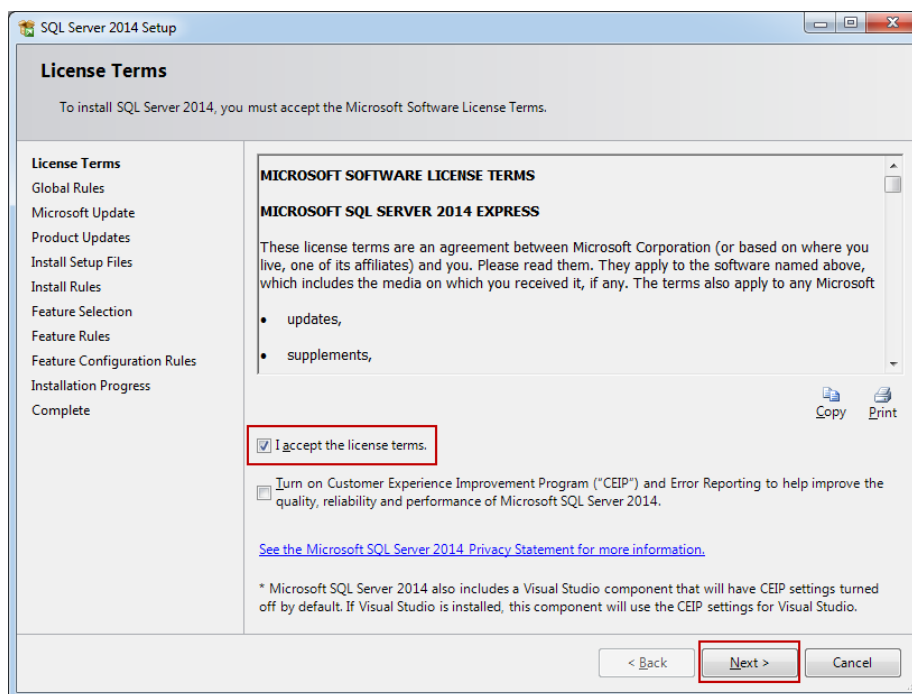 SQL Server 2014 Setup
License Terms
To install SQL Server 2014, you must accept the Microsoft Software License Terms.
License Terms
Global Rules
Microsoft Update
Product Updates
Install Setup Files
Install Rules
Feature Selection
Feature Rules
Feature Configuration Rules
Installation Progress
Complete
MICROSOFT SOFTWARE LICENSE TERMS
MICROSOFT SQL SERVER 2014 EXPRESS
These license terms are an agreement between Microsoft Corporation (or based on where you
live, one of its affiliates) and you. Please read them. They apply to the software named above,
which includes the media on which you received it, if any. The terms also apply to any Microsoft
• updates,
• supplements,
Copy Print
I accept the license terms.
Turn on Customer Experience Improvement Program ("CEIP") and Error Reporting to help improve the
quality, reliability and performance of Microsoft SQL Server 2014.
See the Microsoft SQL Server 2014 Privacy Statement for more information.
* Microsoft SQL Server 2014 also includes a Visual Studio component that will have CEIP settings turned
off by default. If Visual Studio is installed, this component will use the CEIP settings for Visual Studio.
< Back Next > Cancel